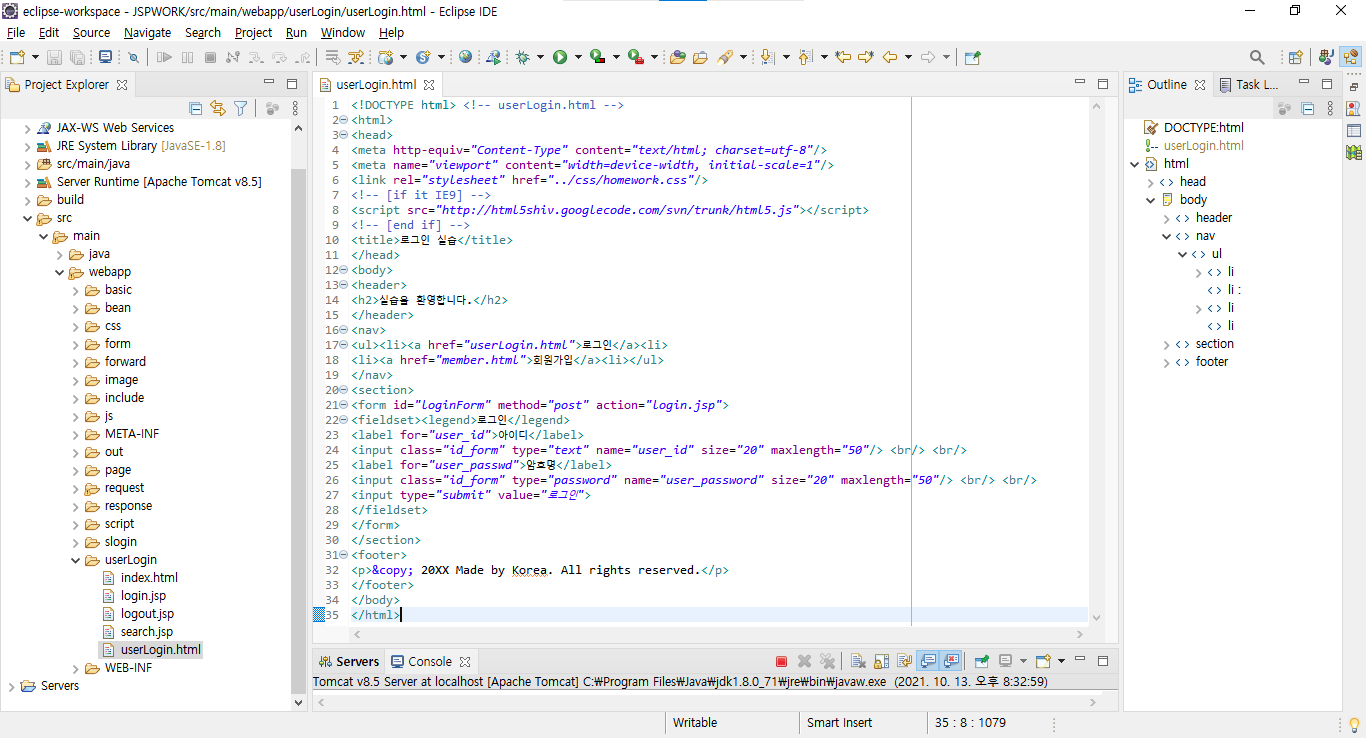 eclipse-workspace - JSPWORK/src/main/webapp/userLogin/userLogin.html - Eclipse IDE
File Edit Source Navigate Search Project Run Window Help
Project Explorer
JAX-WS Web Services
JRE System Library [JavaSE-1.8]
src/main/java
Server Runtime [Apache Tomcat v8.5]
build
src
main
java
webapp
basic
bean
css
form
forward
image
include
js
META-INF
out
page
request
response
script
slogin
userLogin
index.html
login.jsp
logout.jsp
search.jsp
userLogin.html
WEB-INF
Servers
userLogin.html
1 <!DOCTYPE html> <!-- userLogin.html -->
2 <html>
3 <head>
4 <meta http-equiv="Content-Type" content="text/html; charset=utf-8"/>
5 <meta name="viewport" content="width=device-width, initial-scale=1"/>
6 <link rel="stylesheet" href="../css/homework.css"/>
7 <!-- [if it IE9] -->
8 <script src="http://html5shiv.googlecode.com/svn/trunk/html5.js"></script>
9 <!-- [end if] -->
10 <title>로그인 실습</title>
11 </head>
12 <body>
13 <header>
14 <h2>실습을 환영합니다.</h2>
15 </header>
16 <nav>
17 <ul><li><a href="userLogin.html">로그인</a><li>
18 <li><a href="member.html">회원가입</a><li></ul>
19 </nav>
20 <section>
21 <form id="loginForm" method="post" action="login.jsp">
22 <fieldset><legend>로그인</legend>
23 <label for="user_id">아이디</label>
24 <input class="id_form" type="text" name="user_id" size="20" maxlength="50"/> <br/> <br/>
25 <label for="user_passwd">암호명</label>
26 <input class="id_form" type="password" name="user_password" size="20" maxlength="50"/> <br/> <br/>
27 <input type="submit" value="로그인">
28 </fieldset>
29 </form>
30 </section>
31 <footer>
32 <p>&copy; 20XX Made by Korea. All rights reserved.</p>
33 </footer>
34 </body>
35 </html>
Servers Console
Tomcat v8.5 Server at localhost [Apache Tomcat] C:₩Program Files₩Java₩jdk1.8.0_71₩jre₩bin₩javaw.exe (2021. 10. 13. 오후 8:32:59)
Outline Task L...
DOCTYPE:html
userLogin.html
html
head
body
header
nav
ul
li
li :
li
li
section
footer
Writable Smart Insert 35 : 8 : 1079